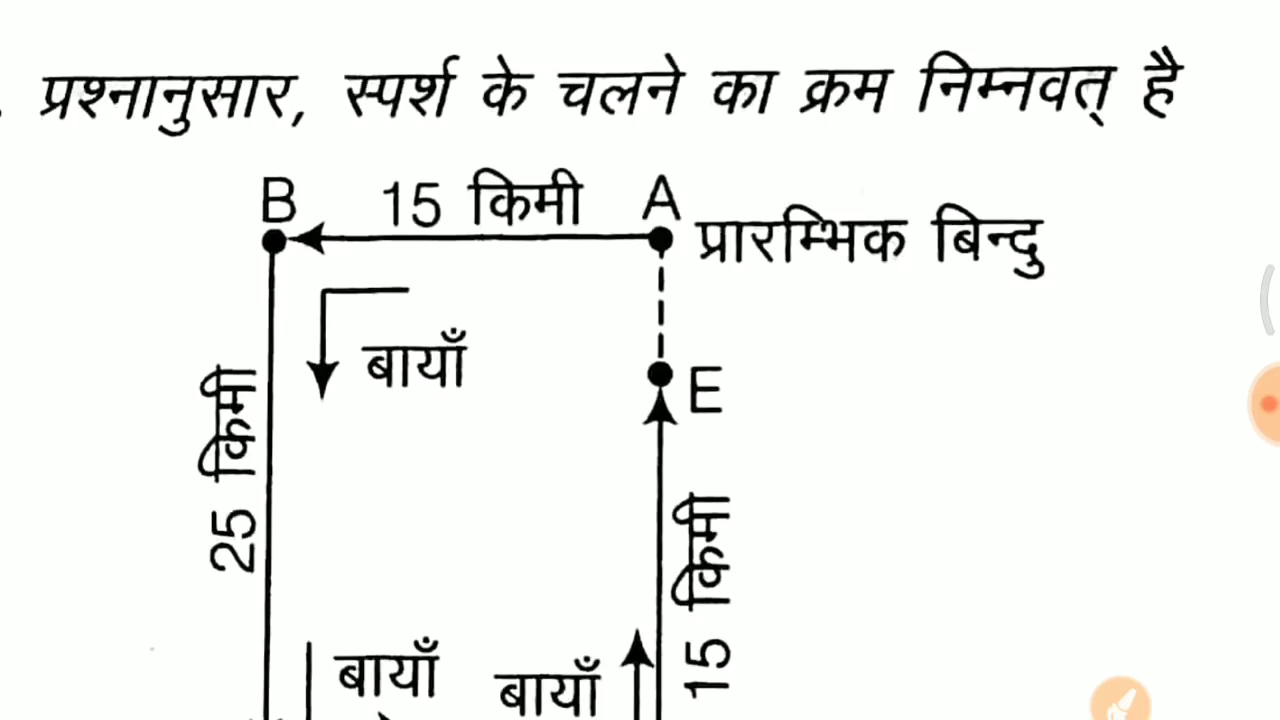 प्रश्नानुसार, स्पर्श के चलने का क्रम निम्नवत् है
B 15 किमी A
प्रारम्भिक बिन्दु
बायाँ
E
25 किमी
15 किमी
बायाँ
बायाँ